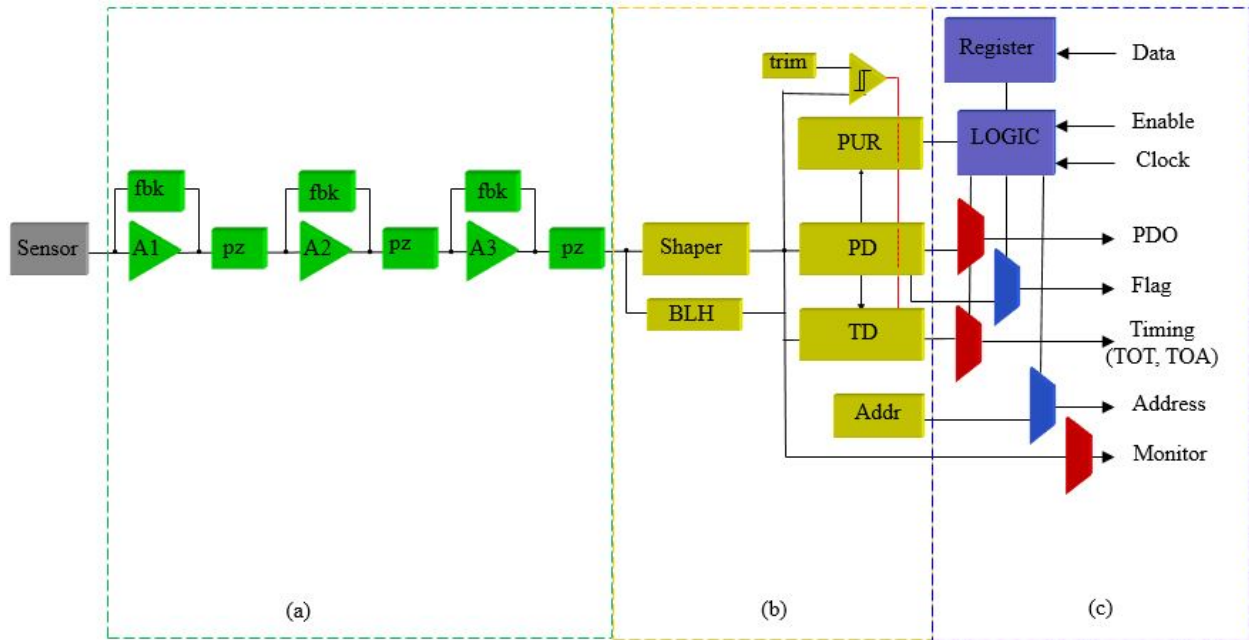 Register
Data
trim
Enable
PUR
LOGIC
Clock
fbk
fbk
fbk
Sensor
A1
pz
A2
pz
A3
pz
Shaper
PD
PDO
Flag
BLH
TD
Timing
(TOT, TOA)
Addr
Address
Monitor
(a)
(b)
(c)